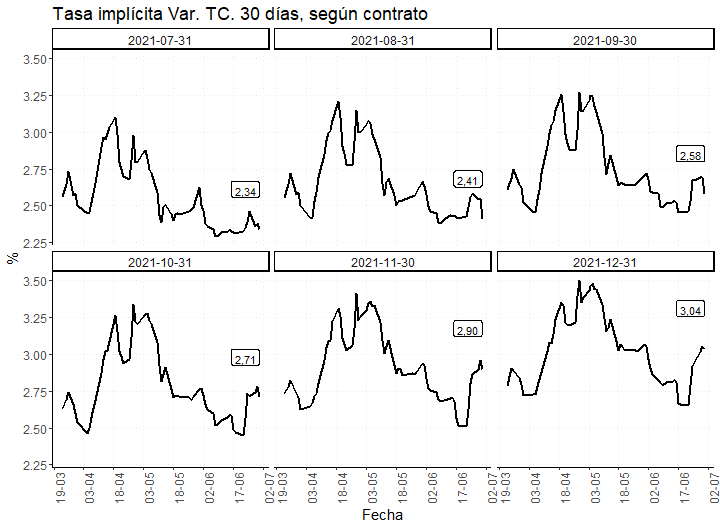 Tasa implícita Var. TC. 30 días, según contrato
2021-07-31 2021-08-31 2021-09-30
3.50
3.25
3.00
2.75
2.50
2.25
2,34 2,41 2,58
%
2021-10-31 2021-11-30 2021-12-31
3.50
3.25
3.00
2.75
2.50
2.25
2,71 2,90 3,04
19-03 03-04 18-04 03-05 18-05 02-06 17-06 02-07 19-03 03-04 18-04 03-05 18-05 02-06 17-06 02-07 19-03 03-04 18-04 03-05 18-05 02-06 17-06 02-07
Fecha